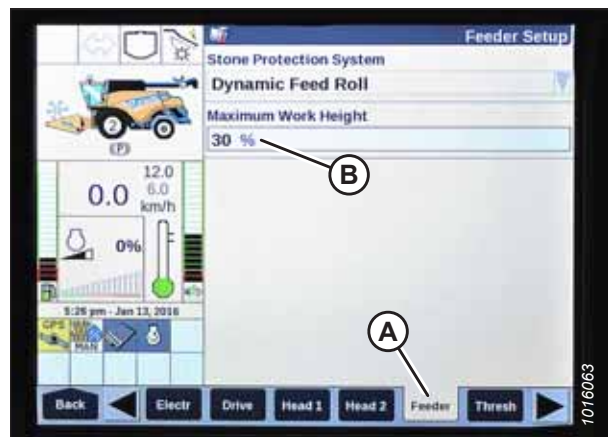 Feeder Setup
Stone Protection System
Dynamic Feed Roll
Maximum Work Height
30 %
B
2
(P)
12.0
0.0 6.0
km/h
0%
5:26 pm - Jan 13, 2016
GPS
MAN
A
Back Electr Drive Head 1 Head 2 Feeder Thresh
1016063